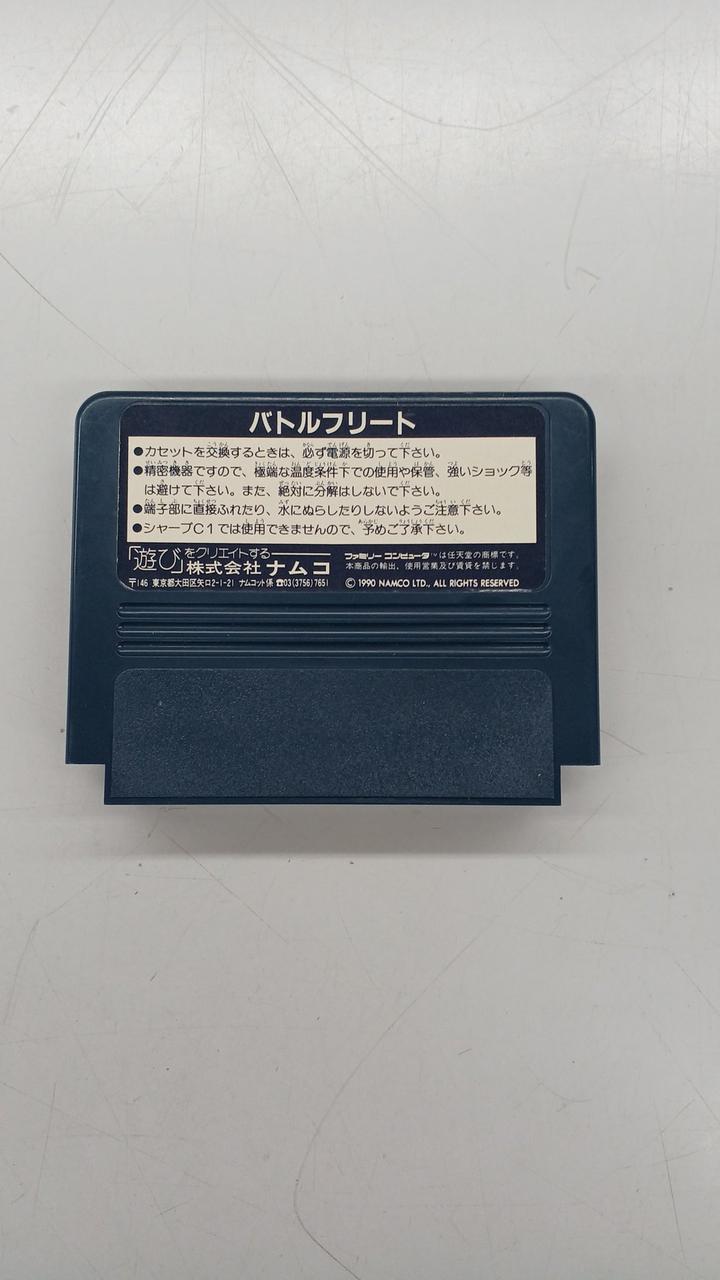 バトルフリート
●カセットを交換するときは、必ず電源を切って下さい。
●精密機器ですので、極端な温度条件下での使用や保管、強いショック等
は避けて下さい。また、絶対に分解はしないで下さい。
●端子部に直接ふれたり、水にぬらしたりしないようご注意下さい。
●シャープC1では使用できませんので、予めご了承下さい。
「遊び」をクリエイトする
株式会社ナムコ
〒146 東京都大田区矢口2-1-21 ナムコット係 ☎03(3756)7651
ファミリーコンピュータ™は任天堂の商標です。
本商品の輸出、使用営業及び賃貸を禁じます。
©1990 NAMCO LTD., ALL RIGHTS RESERVED